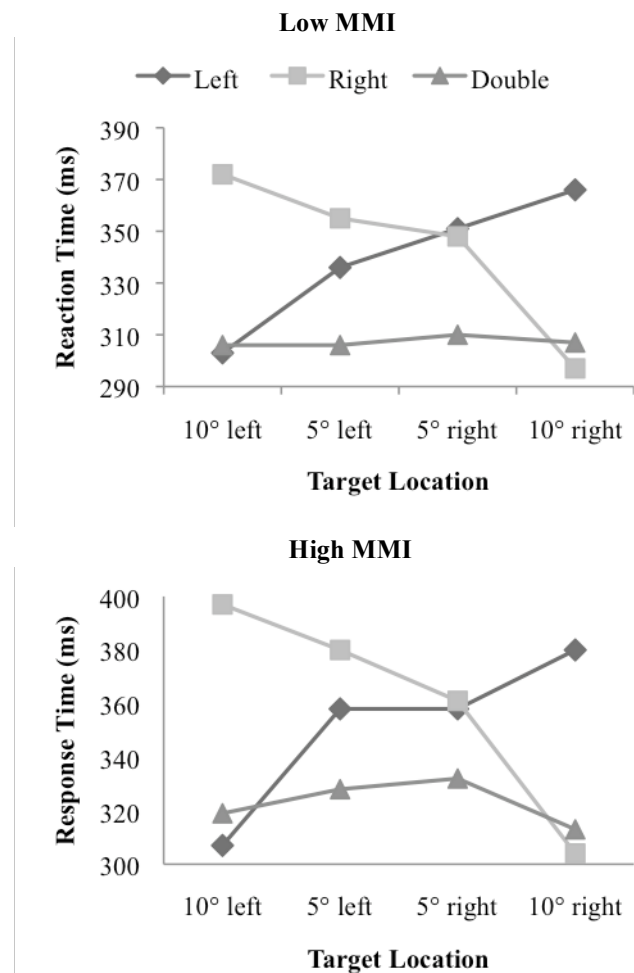 Low MMI
Left Right Double
390
370
350
330
310
290
Reaction Time (ms)
10° left 5° left 5° right 10° right
Target Location
High MMI
400
380
360
340
320
300
Response Time (ms)
10° left 5° left 5° right 10° right
Target Location